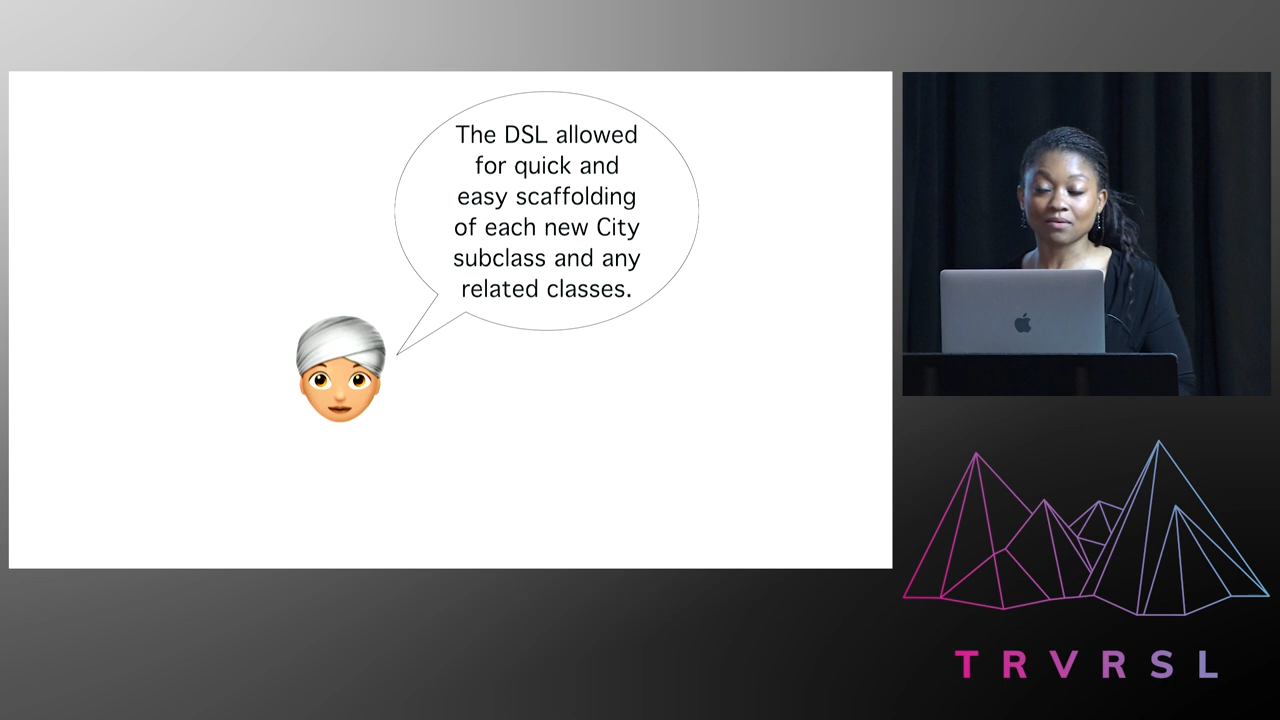 The DSL allowed
for quick and
easy scaffolding
of each new City
subclass and any
related classes.
TRVRSL